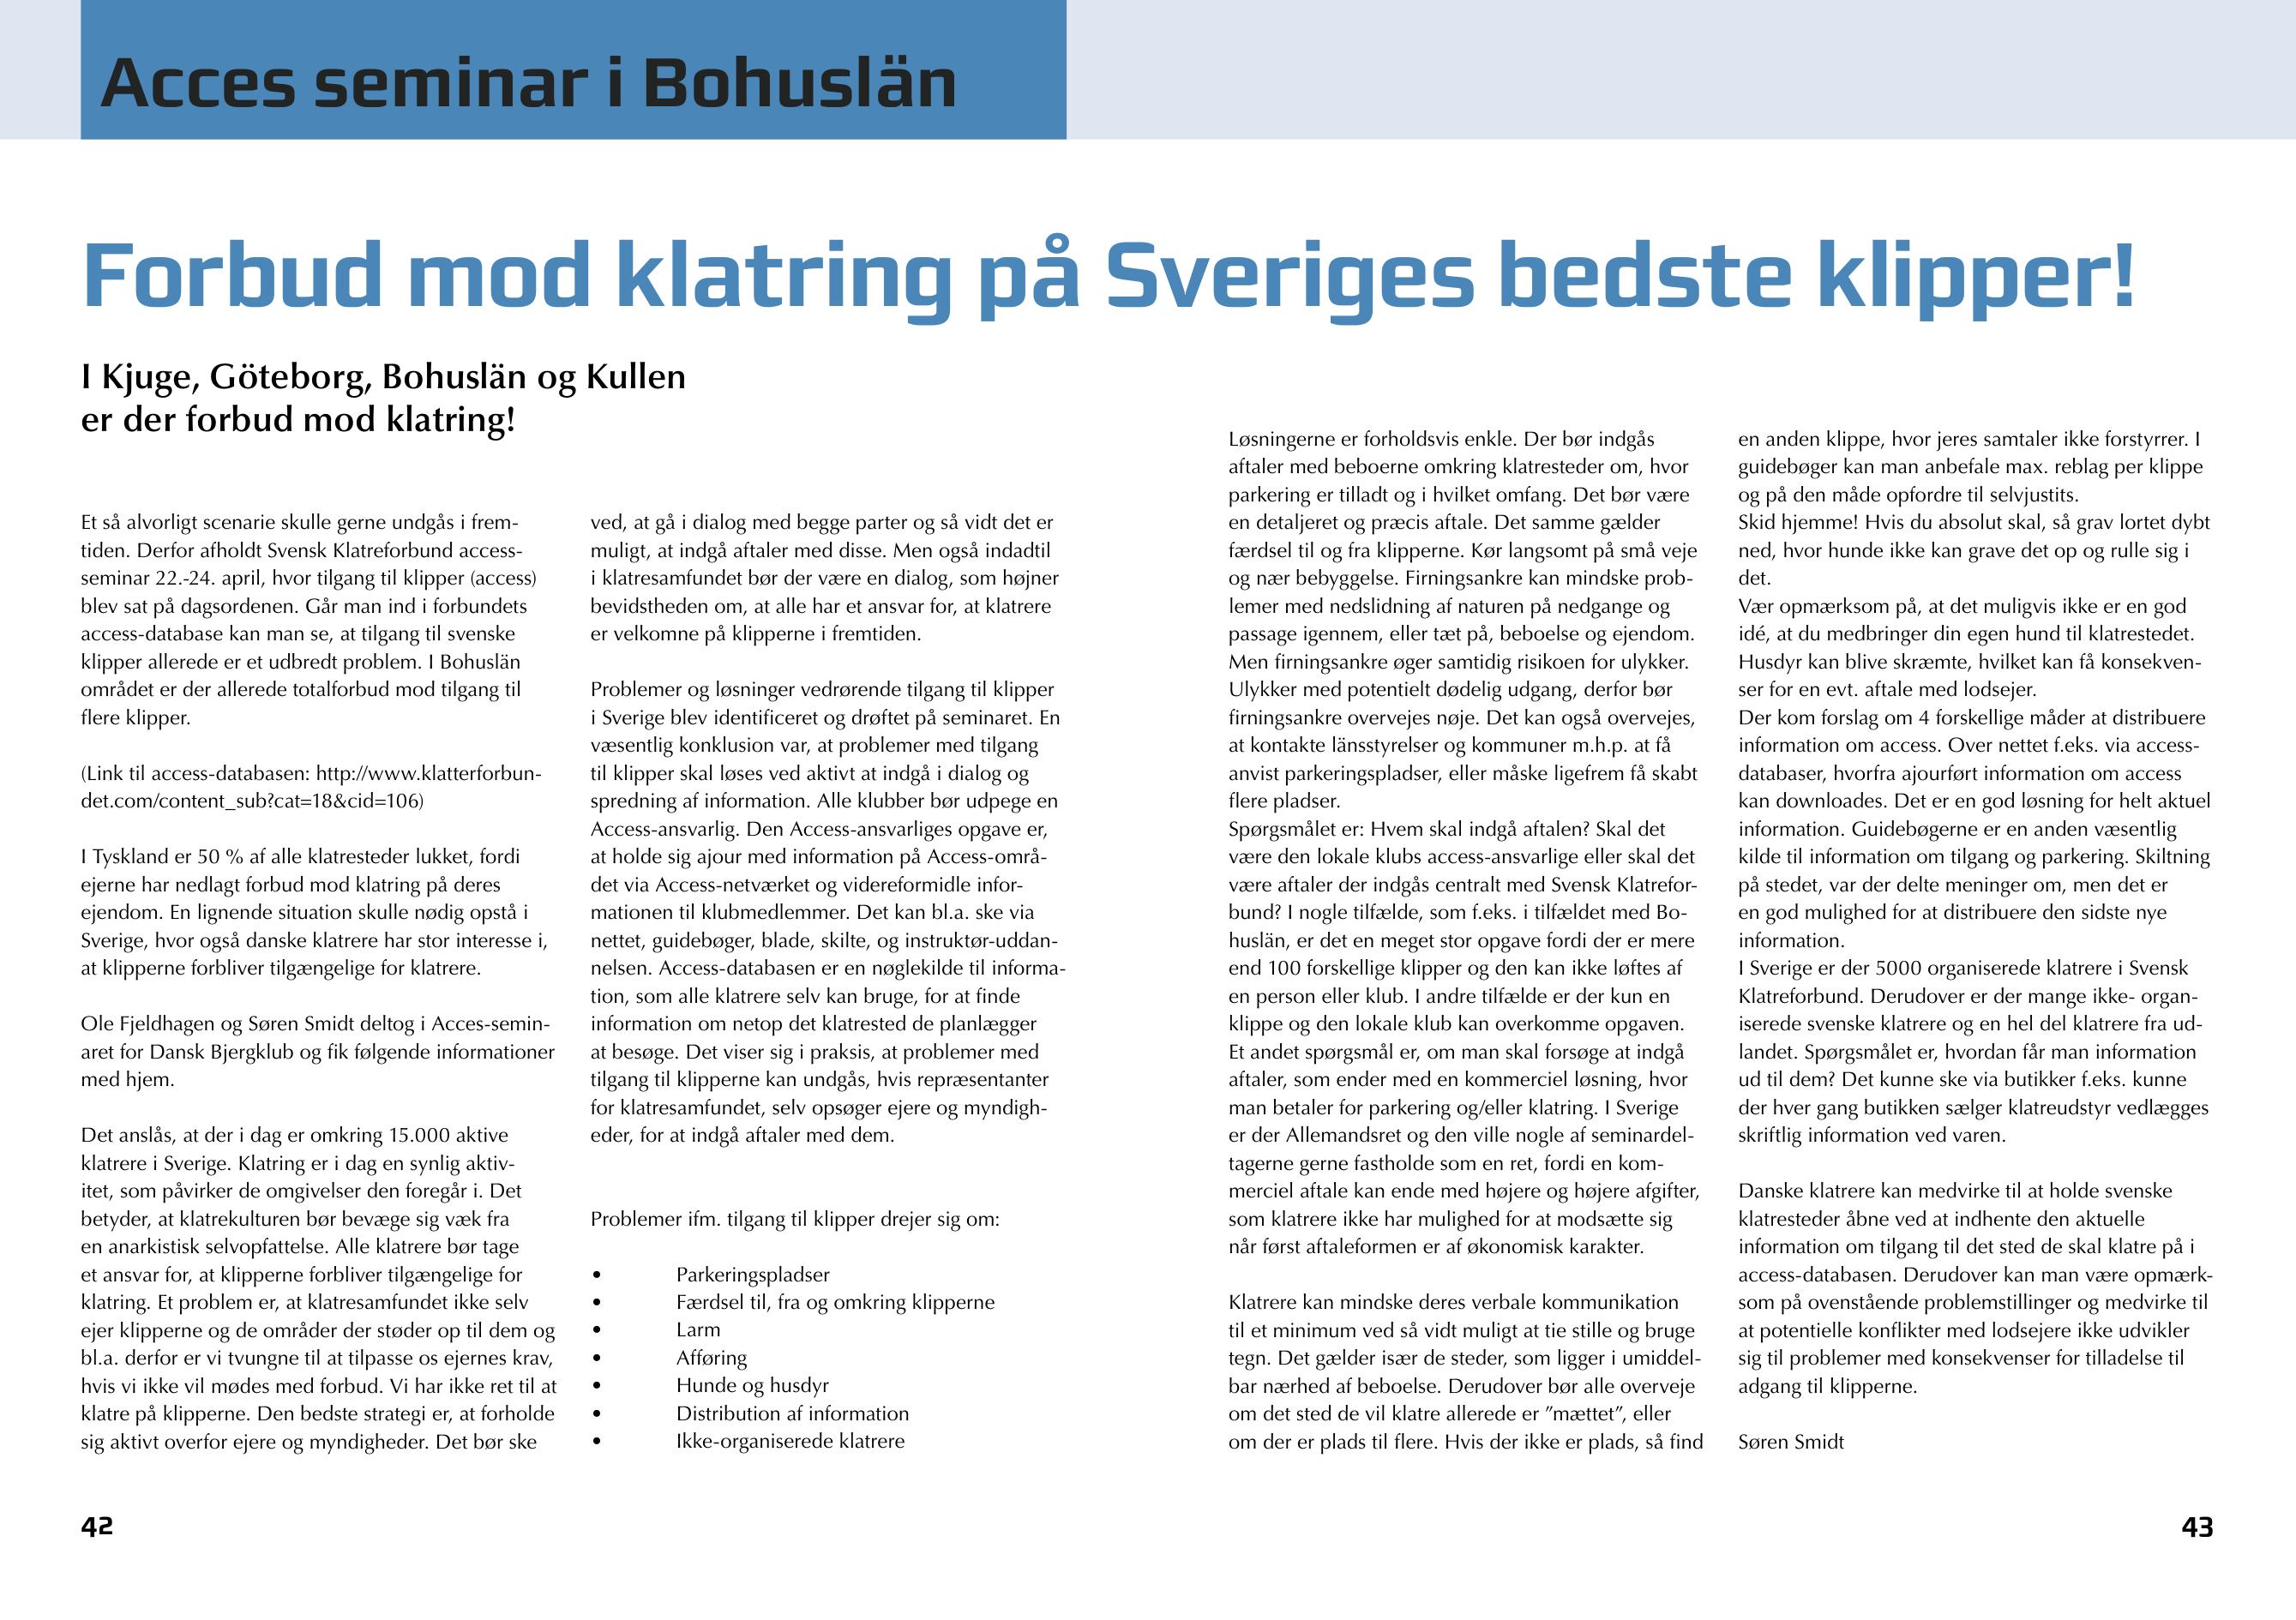 Acces seminar i Bohuslän
Forbud mod klatring på Sveriges bedste klipper!
I Kjuge, Göteborg, Bohuslän og Kullen
er der forbud mod klatring!
Et så alvorligt scenarie skulle gerne undgås i frem-
tiden. Derfor afholdt Svensk Klatreforbund access-
seminar 22.-24. april, hvor tilgang til klipper (access)
blev sat på dagsordenen. Går man ind i forbundets
access-database kan man se, at tilgang til svenske
klipper allerede er et udbredt problem. I Bohuslän
området er der allerede totalforbud mod tilgang til
flere klipper.
(Link til access-databasen: http://www.klatterforbun-
det.com/content_sub?cat=18&cid=106)
I Tyskland er 50 % af alle klatresteder lukket, fordi
ejerne har nedlagt forbud mod klatring på deres
ejendom. En lignende situation skulle nødig opstå i
Sverige, hvor også danske klatrere har stor interesse i,
at klipperne forbliver tilgængelige for klatrere.
Ole Fjeldhagen og Søren Smidt deltog i Acces-semin-
aret for Dansk Bjergklub og fik følgende informationer
med hjem.
Det anslås, at der i dag er omkring 15.000 aktive
klatrere i Sverige. Klatring er i dag en synlig aktiv-
itet, som påvirker de omgivelser den foregår i. Det
betyder, at klatrekulturen bør bevæge sig væk fra
en anarkistisk selvopfattelse. Alle klatrere bør tage
et ansvar for, at klipperne forbliver tilgængelige for
klatring. Et problem er, at klatresamfundet ikke selv
ejer klipperne og de områder der støder op til dem og
bl.a. derfor er vi tvungne til at tilpasse os ejernes krav,
hvis vi ikke vil mødes med forbud. Vi har ikke ret til at
klatre på klipperne. Den bedste strategi er, at forholde
sig aktivt overfor ejere og myndigheder. Det bør ske
ved, at gå i dialog med begge parter og så vidt det er
muligt, at indgå aftaler med disse. Men også indadtil
i klatresamfundet bør der være en dialog, som højner
bevidstheden om, at alle har et ansvar for, at klatrere
er velkomne på klipperne i fremtiden.
Problemer og løsninger vedrørende tilgang til klipper
i Sverige blev identificeret og drøftet på seminaret. En
væsentlig konklusion var, at problemer med tilgang
til klipper skal løses ved aktivt at indgå i dialog og
spredning af information. Alle klubber bør udpege en
Access-ansvarlig. Den Access-ansvarliges opgave er,
at holde sig ajour med information på Access-områ-
det via Access-netværket og videreformidle infor-
mationen til klubmedlemmer. Det kan bl.a. ske via
nettet, guidebøger, blade, skilte, og instruktør-uddan-
nelsen. Access-databasen er en nøglekilde til informa-
tion, som alle klatrere selv kan bruge, for at finde
information om netop det klatrested de planlægger
at besøge. Det viser sig i praksis, at problemer med
tilgang til klipperne kan undgås, hvis repræsentanter
for klatresamfundet, selv opsøger ejere og myndigh-
eder, for at indgå aftaler med dem.
Problemer ifm. tilgang til klipper drejer sig om:
• Parkeringspladser
• Færdsel til, fra og omkring klipperne
• Larm
• Afføring
• Hunde og husdyr
• Distribution af information
• Ikke-organiserede klatrere
Løsningerne er forholdsvis enkle. Der bør indgås
aftaler med beboerne omkring klatresteder om, hvor
parkering er tilladt og i hvilket omfang. Det bør være
en detaljeret og præcis aftale. Det samme gælder
færdsel til og fra klipperne. Kør langsomt på små veje
og nær bebyggelse. Firningsankre kan mindske prob-
lemer med nedslidning af naturen på nedgange og
passage igennem, eller tæt på, beboelse og ejendom.
Men firningsankre øger samtidig risikoen for ulykker.
Ulykker med potentielt dødelig udgang, derfor bør
firningsankre overvejes nøje. Det kan også overvejes,
at kontakte länsstyrelser og kommuner m.h.p. at få
anvist parkeringspladser, eller måske ligefrem få skabt
flere pladser.
Spørgsmålet er: Hvem skal indgå aftalen? Skal det
være den lokale klubs access-ansvarlige eller skal det
være aftaler der indgås centralt med Svensk Klatrefor-
bund? I nogle tilfælde, som f.eks. i tilfældet med Bo-
huslän, er det en meget stor opgave fordi der er mere
end 100 forskellige klipper og den kan ikke løftes af
en person eller klub. I andre tilfælde er der kun en
klippe og den lokale klub kan overkomme opgaven.
Et andet spørgsmål er, om man skal forsøge at indgå
aftaler, som ender med en kommerciel løsning, hvor
man betaler for parkering og/eller klatring. I Sverige
er der Allemandsret og den ville nogle af seminardel-
tagerne gerne fastholde som en ret, fordi en kom-
merciel aftale kan ende med højere og højere afgifter,
som klatrere ikke har mulighed for at modsætte sig
når først aftaleformen er af økonomisk karakter.
Klatrere kan mindske deres verbale kommunikation
til et minimum ved så vidt muligt at tie stille og bruge
tegn. Det gælder især de steder, som ligger i umiddel-
bar nærhed af beboelse. Derudover bør alle overveje
om det sted de vil klatre allerede er ”mættet”, eller
om der er plads til flere. Hvis der ikke er plads, så find
en anden klippe, hvor jeres samtaler ikke forstyrrer. I
guidebøger kan man anbefale max. reblag per klippe
og på den måde opfordre til selvjustits.
Skid hjemme! Hvis du absolut skal, så grav lortet dybt
ned, hvor hunde ikke kan grave det op og rulle sig i
det.
Vær opmærksom på, at det muligvis ikke er en god
idé, at du medbringer din egen hund til klatrestedet.
Husdyr kan blive skræmte, hvilket kan få konsekven-
ser for en evt. aftale med lodsejer.
Der kom forslag om 4 forskellige måder at distribuere
information om access. Over nettet f.eks. via access-
databaser, hvorfra ajourført information om access
kan downloades. Det er en god løsning for helt aktuel
information. Guidebøgerne er en anden væsentlig
kilde til information om tilgang og parkering. Skiltning
på stedet, var der delte meninger om, men det er
en god mulighed for at distribuere den sidste nye
information.
I Sverige er der 5000 organiserede klatrere i Svensk
Klatreforbund. Derudover er der mange ikke- organ-
iserede svenske klatrere og en hel del klatrere fra ud-
landet. Spørgsmålet er, hvordan får man information
ud til dem? Det kunne ske via butikker f.eks. kunne
der hver gang butikken sælger klatreudstyr vedlægges
skriftlig information ved varen.
Danske klatrere kan medvirke til at holde svenske
klatresteder åbne ved at indhente den aktuelle
information om tilgang til det sted de skal klatre på i
access-databasen. Derudover kan man være opmærk-
som på ovenstående problemstillinger og medvirke til
at potentielle konflikter med lodsejere ikke udvikler
sig til problemer med konsekvenser for tilladelse til
adgang til klipperne.
Søren Smidt
42
43